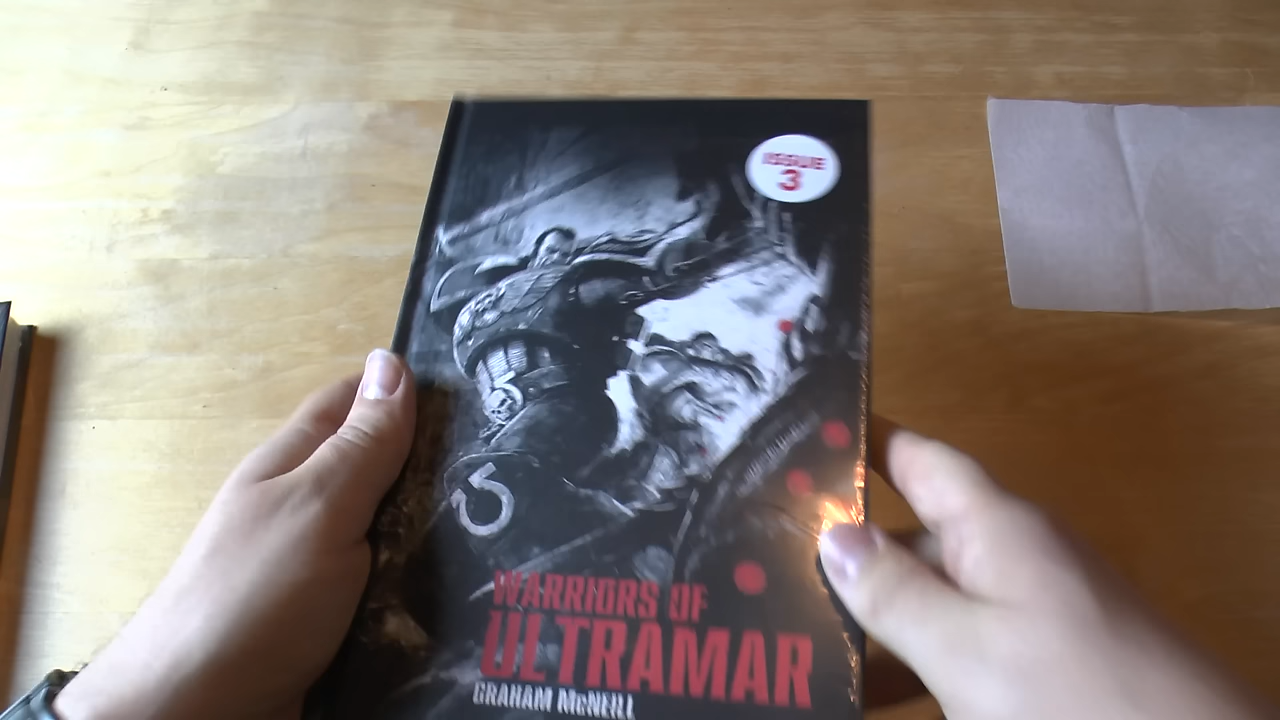 ISSUE
3
WARRIORS OF
ULTRAMAR
GRAHAM McNEILL